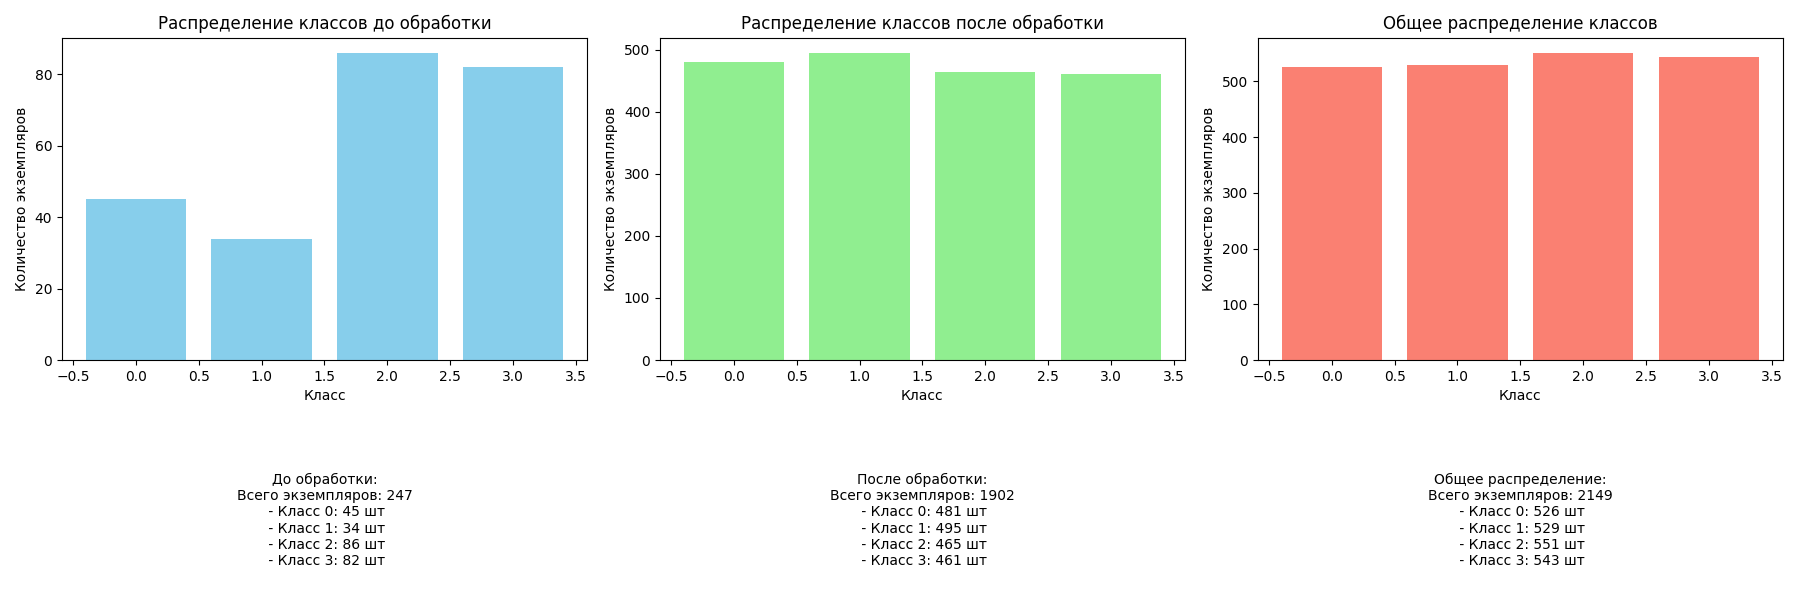 Распределение классов до обработки
Количество экземпляров
80
60
40
20
0
−0.5 0.0 0.5 1.0 1.5 2.0 2.5 3.0 3.5
Класс
Распределение классов после обработки
Количество экземпляров
500
400
300
200
100
0
−0.5 0.0 0.5 1.0 1.5 2.0 2.5 3.0 3.5
Класс
Общее распределение классов
Количество экземпляров
500
400
300
200
100
0
−0.5 0.0 0.5 1.0 1.5 2.0 2.5 3.0 3.5
Класс
До обработки:
Всего экземпляров: 247
- Класс 0: 45 шт
- Класс 1: 34 шт
- Класс 2: 86 шт
- Класс 3: 82 шт
После обработки:
Всего экземпляров: 1902
- Класс 0: 481 шт
- Класс 1: 495 шт
- Класс 2: 465 шт
- Класс 3: 461 шт
Общее распределение:
Всего экземпляров: 2149
- Класс 0: 526 шт
- Класс 1: 529 шт
- Класс 2: 551 шт
- Класс 3: 543 шт